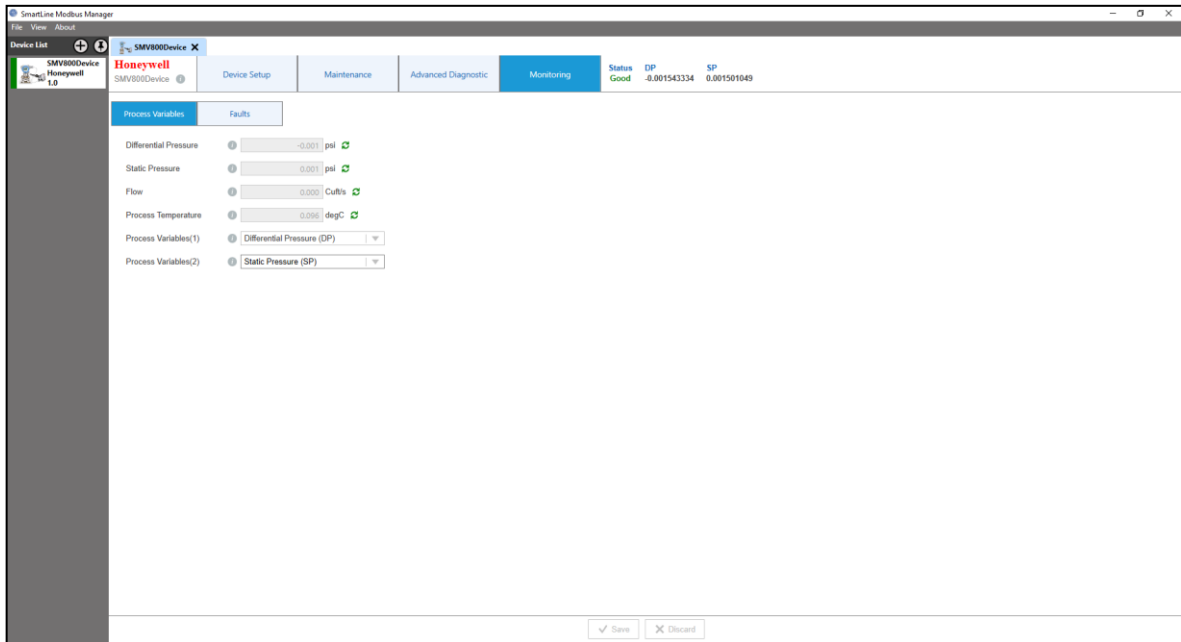 SmartLine Modbus Manager
File View About
Device List
SMV800Device
Honeywell
1.0
SMV800Device
Honeywell
SMV800Device
Device Setup
Maintenance
Advanced Diagnostic
Monitoring
Status DP SP
Good -0.001543334 0.001501049
Process Variables
Faults
Differential Pressure -0.001 psi
Static Pressure 0.001 psi
Flow 0.000 Cuft/s
Process Temperature 0.096 degC
Process Variables(1) Differential Pressure (DP)
Process Variables(2) Static Pressure (SP)
Save Discard